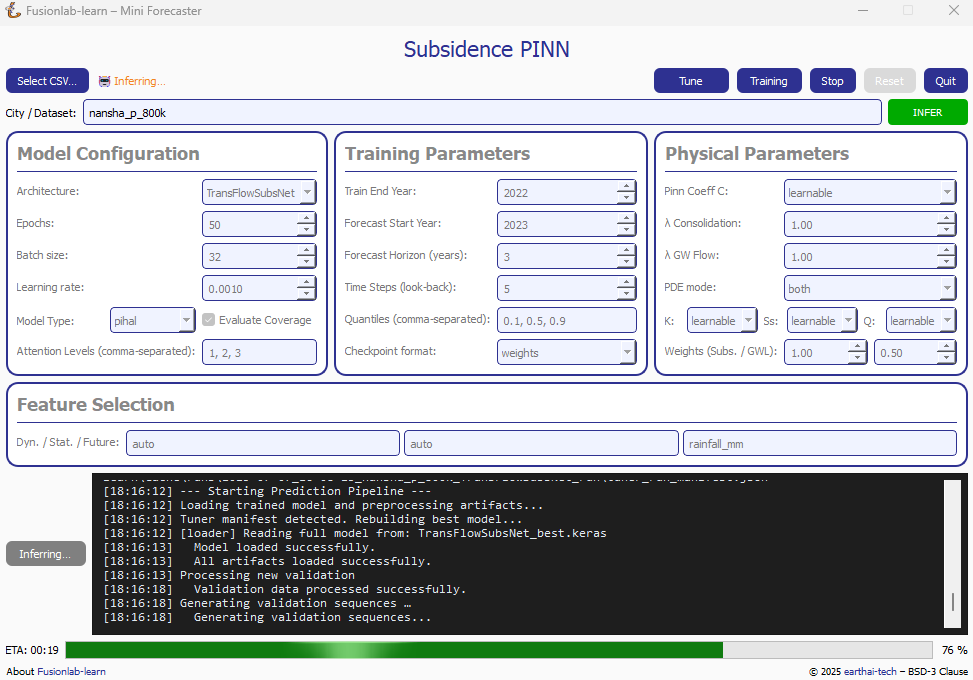 Fusionlab-learn – Mini Forecaster
Subsidence PINN
Select CSV... Inferring... Tune Training Stop Reset Quit
City / Dataset: nansha_p_800k INFER
Model Configuration
Architecture: TransFlowSubsNet
Epochs: 50
Batch size: 32
Learning rate: 0.0010
Model Type: pihal Evaluate Coverage
Attention Levels (comma-separated): 1, 2, 3
Training Parameters
Train End Year: 2022
Forecast Start Year: 2023
Forecast Horizon (years): 3
Time Steps (look-back): 5
Quantiles (comma-separated): 0.1, 0.5, 0.9
Checkpoint format: weights
Physical Parameters
Pinn Coeff C: learnable
λ Consolidation: 1.00
λ GW Flow: 1.00
PDE mode: both
K: learnable Ss: learnable Q: learnable
Weights (Subs. / GWL): 1.00 0.50
Feature Selection
Dyn. / Stat. / Future: auto auto rainfall_mm
Inferring...
[18:16:12] --- Starting Prediction Pipeline ---
[18:16:12] Loading trained model and preprocessing artifacts...
[18:16:12] Tuner manifest detected. Rebuilding best model...
[18:16:12] [loader] Reading full model from: TransFlowSubsNet_best.keras
[18:16:13] Model loaded successfully.
[18:16:13] All artifacts loaded successfully.
[18:16:13] Processing new validation
[18:16:18] Validation data processed successfully.
[18:16:18] Generating validation sequences …
[18:16:18] Generating validation sequences...
ETA: 00:19 76 %
About Fusionlab-learn © 2025 earthai-tech – BSD-3 Clause